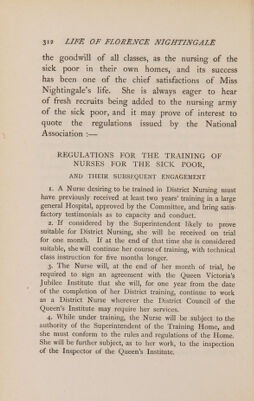 312 LIFE OF FLORENCE NIGHTINGALE
the goodwill of all classes, as the nursing of the
sick poor in their own homes, and its success
has been one of the chief satisfactions of Miss
Nightingale's life. She is always eager to hear
of fresh recruits being added to the nursing army
of the sick poor, and it may prove of interest to
quote the regulations issued by the National
Association :—
REGULATIONS FOR THE TRAINING OF
NURSES FOR THE SICK POOR,
AND THEIR SUBSEQUENT ENGAGEMENT
1. A Nurse desiring to be trained in District Nursing must
have previously received at least two years' training in a large
general Hospital, approved by the Committee, and bring satis-
factory testimonials as to capacity and conduct.
2. If considered by the Superintendent likely to prove
suitable for District Nursing, she will be received on trial
for one month. If at the end of that time she is considered
suitable, she will continue her course of training, with technical
class instruction for five months longer.
3. The Nurse will, at the end of her month of trial, be
required to sign an agreement with the Queen Victoria's
Jubilee Institute that she will, for one year from the date
of the completion of her District training, continue to work
as a District Nurse wherever the District Council of the
Queen's Institute may require her services.
4. While under training, the Nurse will be subject to the
authority of the Superintendent of the Training Home, and
she must conform to the rules and regulations of the Home.
She will be further subject, as to her work, to the inspection
of the Inspector of the Queen's Institute.